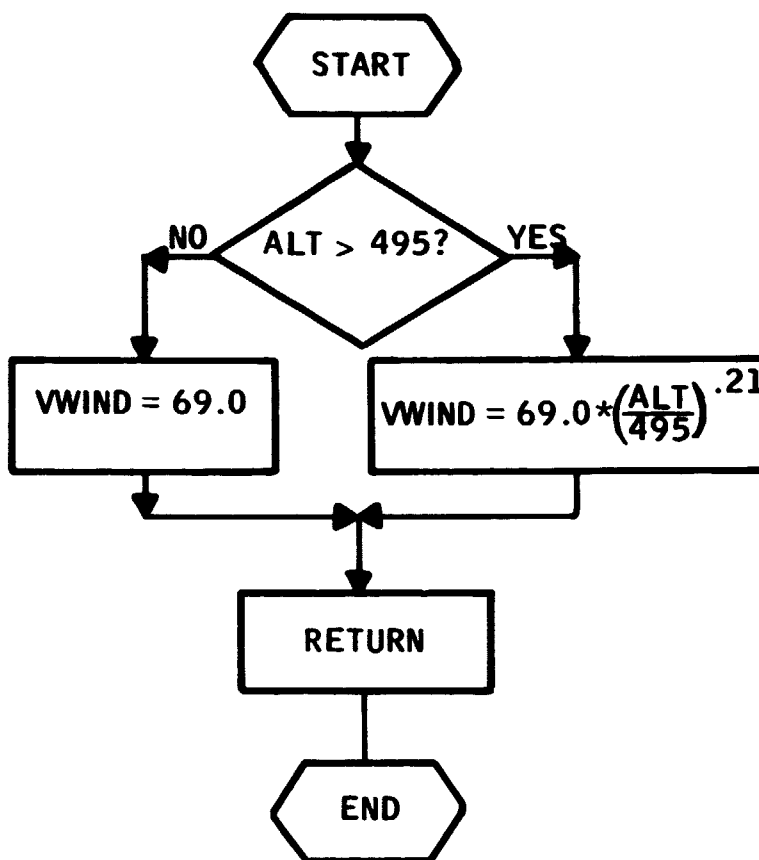 START
ALT > 495?
NO
YES
VWIND = 69.0
VWIND = 69.0*(ALT/495).21
RETURN
END